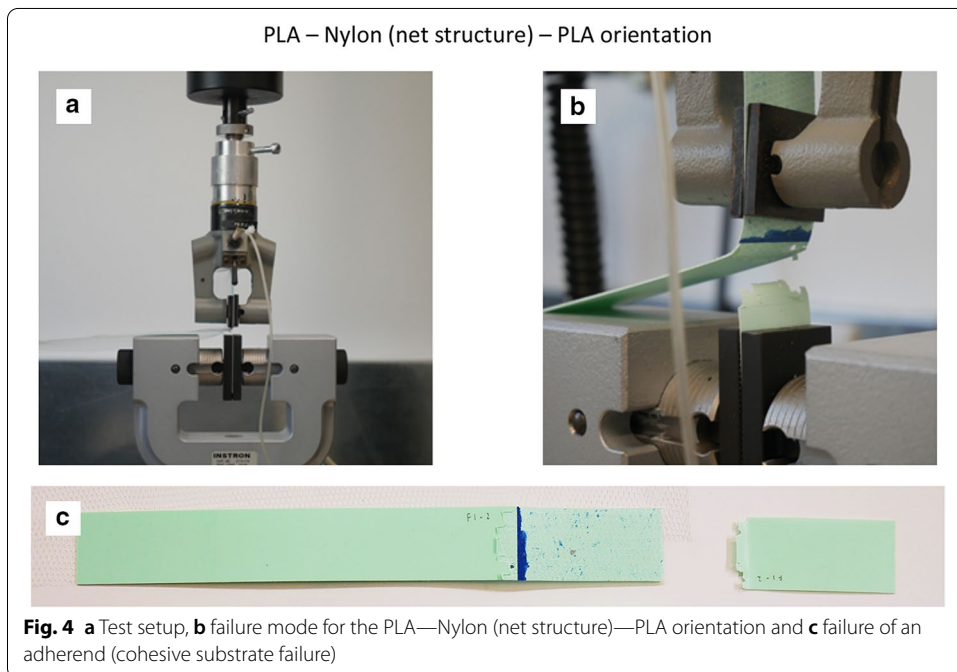 PLA – Nylon (net structure) – PLA orientation
a
b
INSTRON
c
F1-2
Fig. 4 a Test setup, b failure mode for the PLA—Nylon (net structure)—PLA orientation and c failure of an
adherend (cohesive substrate failure)